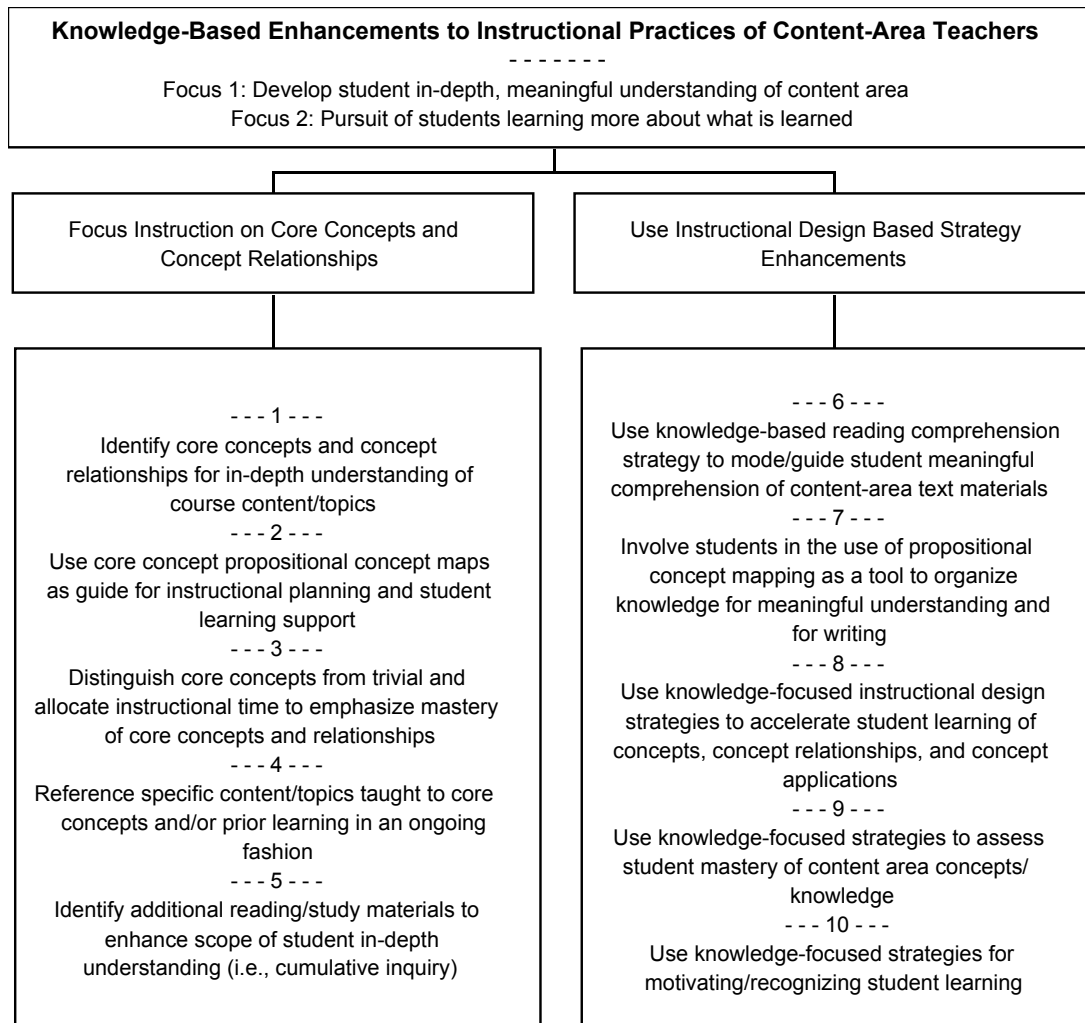 Knowledge-Based Enhancements to Instructional Practices of Content-Area Teachers
- - - - - - -
Focus 1: Develop student in-depth, meaningful understanding of content area
Focus 2: Pursuit of students learning more about what is learned
Focus Instruction on Core Concepts and
Concept Relationships
Use Instructional Design Based Strategy
Enhancements
- - - 1 - - -
Identify core concepts and concept
relationships for in-depth understanding of
course content/topics
- - - 2 - - -
Use core concept propositional concept maps
as guide for instructional planning and student
learning support
- - - 3 - - -
Distinguish core concepts from trivial and
allocate instructional time to emphasize mastery
of core concepts and relationships
- - - 4 - - -
Reference specific content/topics taught to core
concepts and/or prior learning in an ongoing
fashion
- - - 5 - - -
Identify additional reading/study materials to
enhance scope of student in-depth
understanding (i.e., cumulative inquiry)
- - - 6 - - -
Use knowledge-based reading comprehension
strategy to mode/guide student meaningful
comprehension of content-area text materials
- - - 7 - - -
Involve students in the use of propositional
concept mapping as a tool to organize
knowledge for meaningful understanding and
for writing
- - - 8 - - -
Use knowledge-focused instructional design
strategies to accelerate student learning of
concepts, concept relationships, and concept
applications
- - - 9 - - -
Use knowledge-focused strategies to assess
student mastery of content area concepts/
knowledge
- - - 10 - - -
Use knowledge-focused strategies for
motivating/recognizing student learning